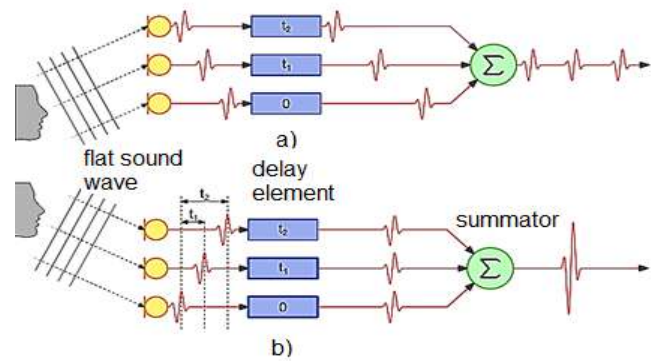 t₂
t₁
Σ
0
a)
flat sound
wave
delay
element
t₂
t₁
summator
t₂
t₁
Σ
0
b)